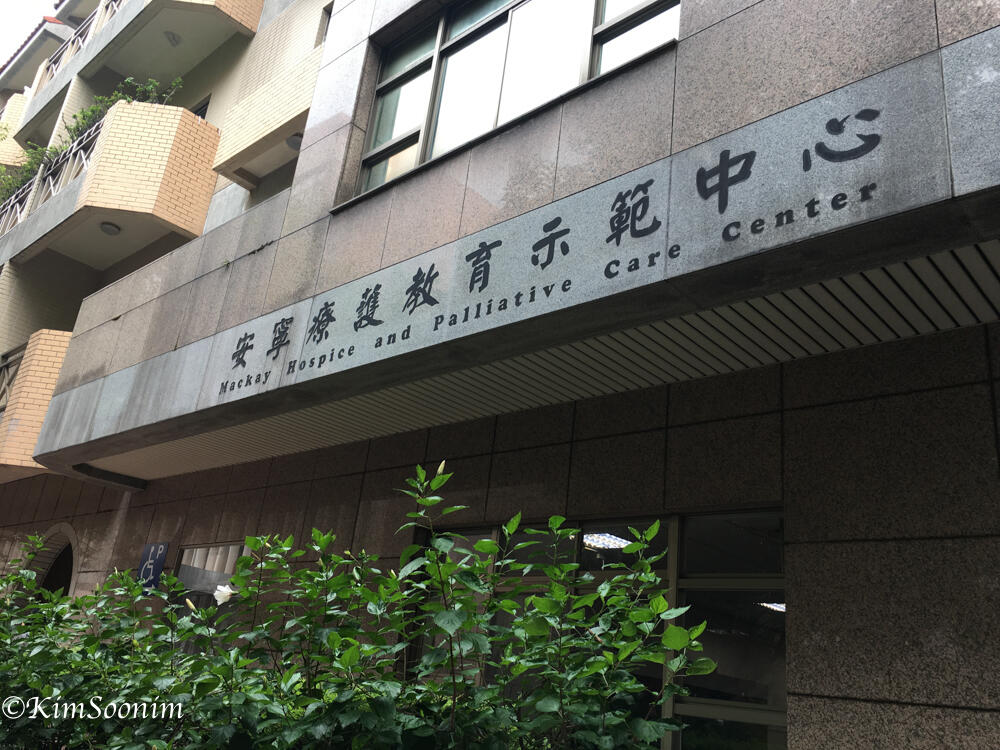 安寧療護教育示範中心
Mackay Hospice and Palliative Care Center
P
©KimSoonim